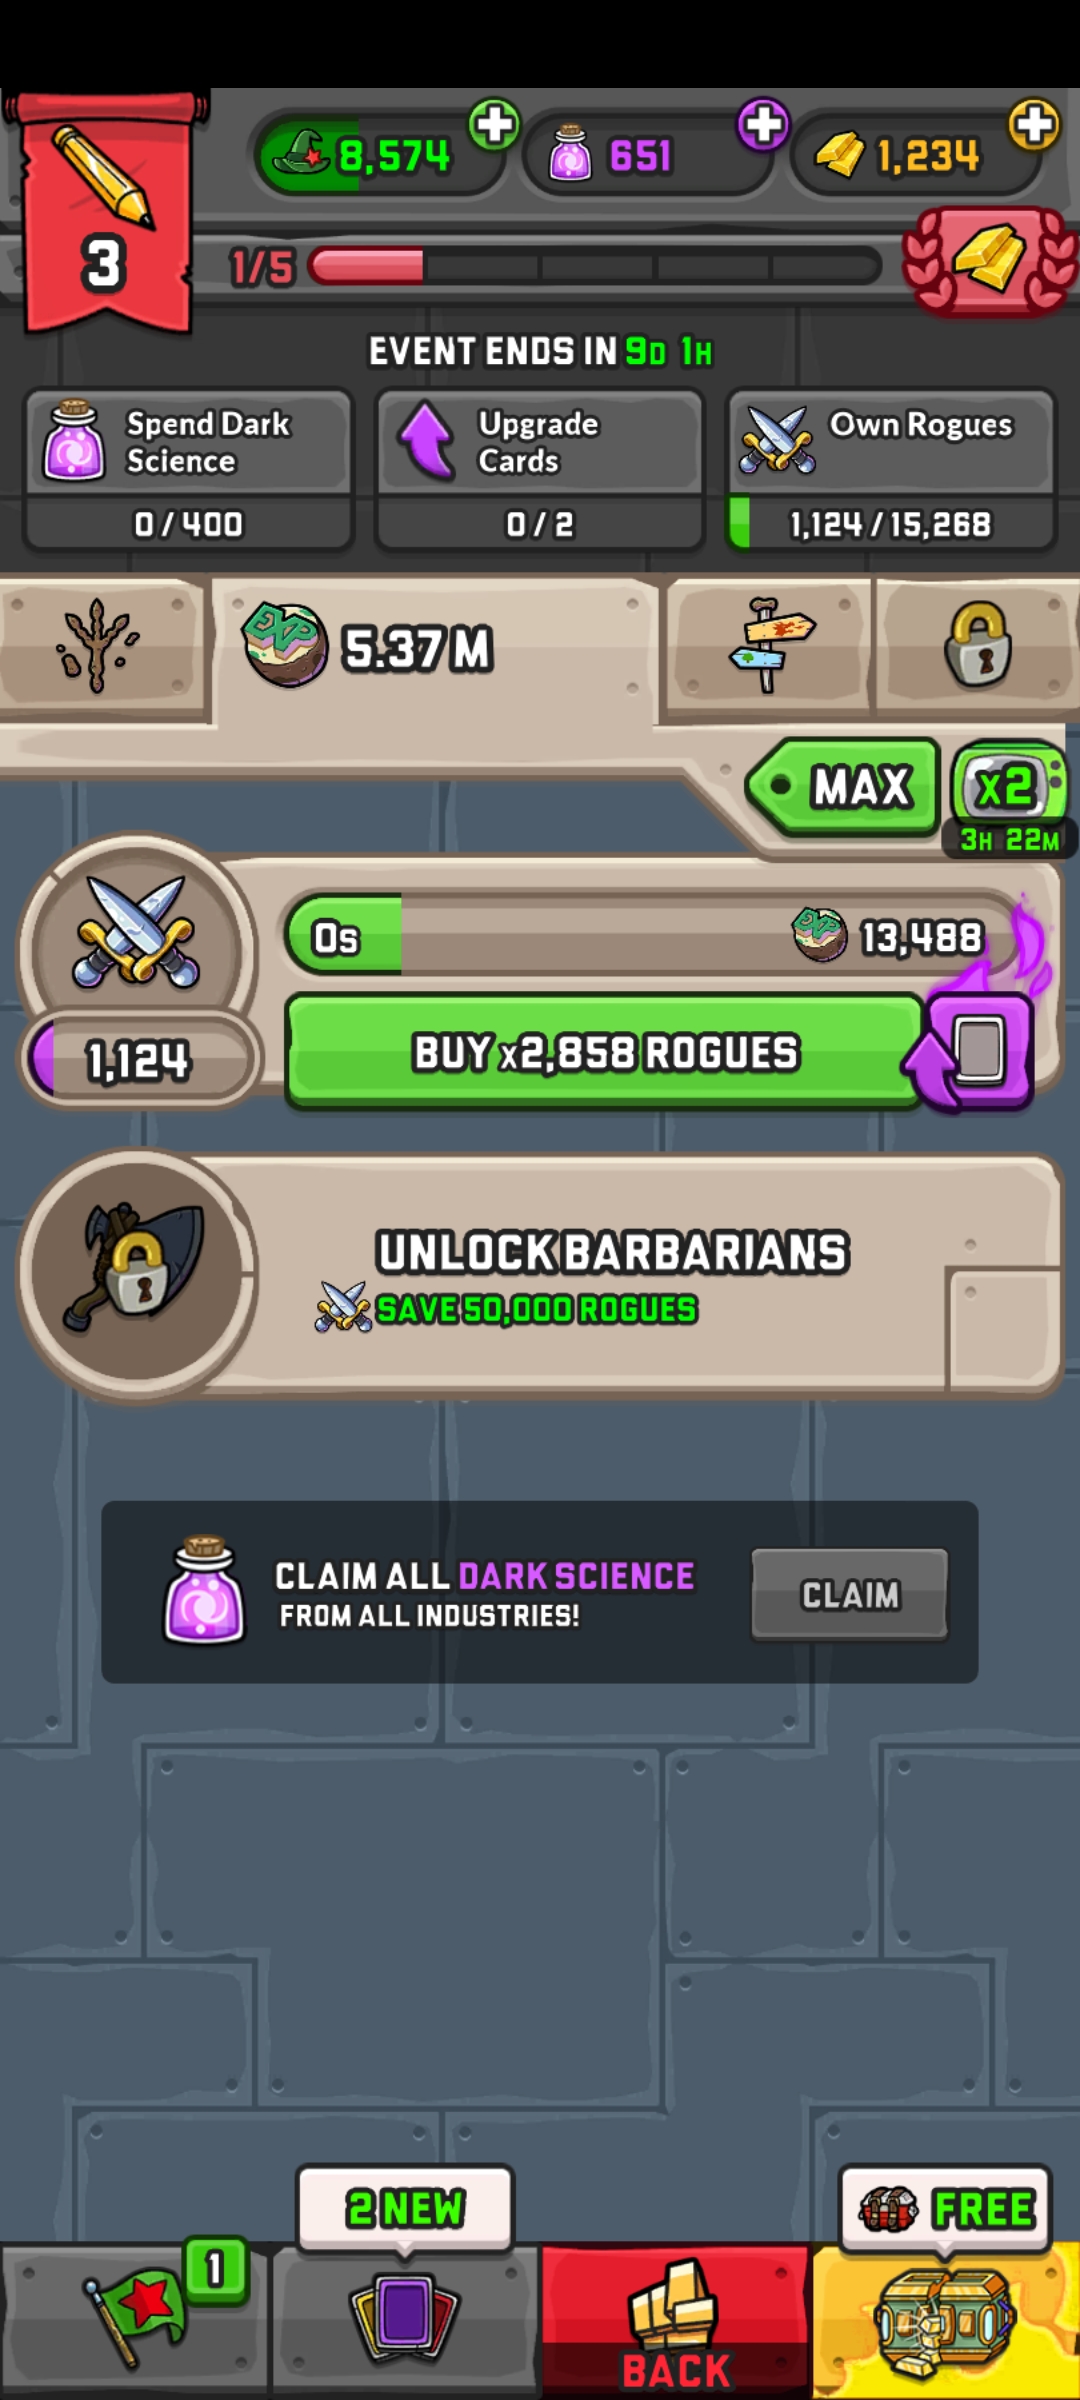 8,574
651
1,234
3
1/5
EVENT ENDS IN 9D 1H
Spend Dark Science
0 / 400
Upgrade Cards
0 / 2
Own Rogues
1,124 / 15,268
EXP
5.37 M
MAX
x2
3H 22M
0s
EXP
13,488
1,124
BUY x2,858 ROGUES
UNLOCK BARBARIANS
SAVE 50,000 ROGUES
CLAIM ALL DARK SCIENCE
FROM ALL INDUSTRIES!
CLAIM
2 NEW
FREE
1
BACK